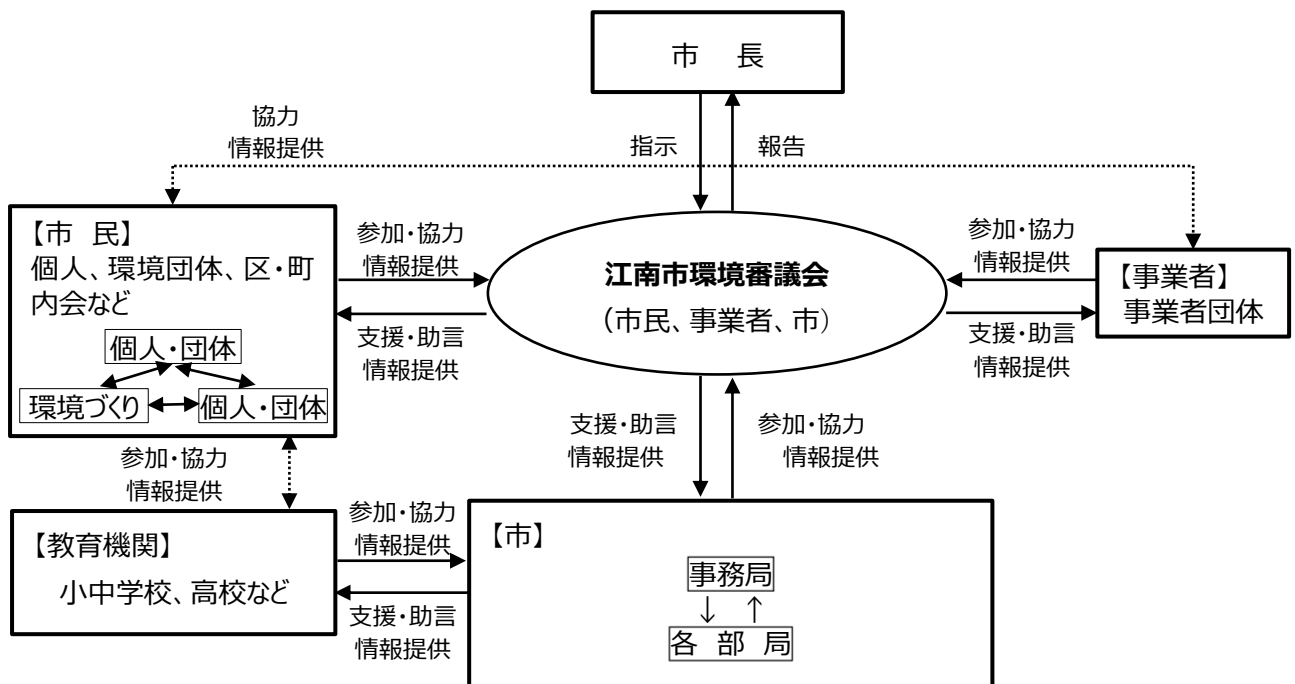 市　長
協力
情報提供
指示
報告
【市　民】
個人、環境団体、区・町
内会など
個人・団体
環境づくり
個人・団体
参加・協力
情報提供
支援・助言
情報提供
江南市環境審議会
（市民、事業者、市）
参加・協力
情報提供
支援・助言
情報提供
【事業者】
事業者団体
参加・協力
情報提供
支援・助言
情報提供
参加・協力
情報提供
【教育機関】
小中学校、高校など
参加・協力
情報提供
支援・助言
情報提供
【市】
事務局
↓ ↑
各 部 局